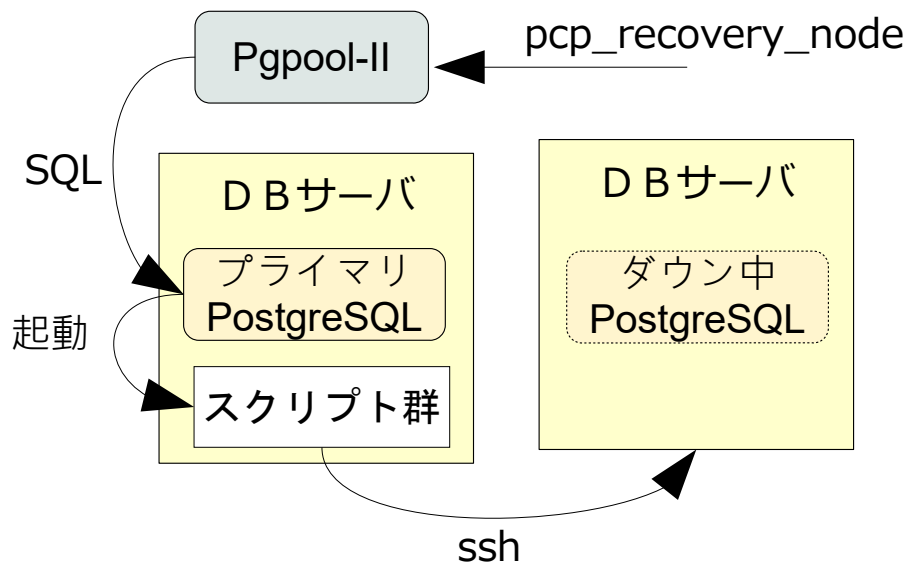 Pgpool-II
pcp_recovery_node
SQL
ＤＢサーバ
プライマリ
PostgreSQL
起動
スクリプト群
ＤＢサーバ
ダウン中
PostgreSQL
ssh